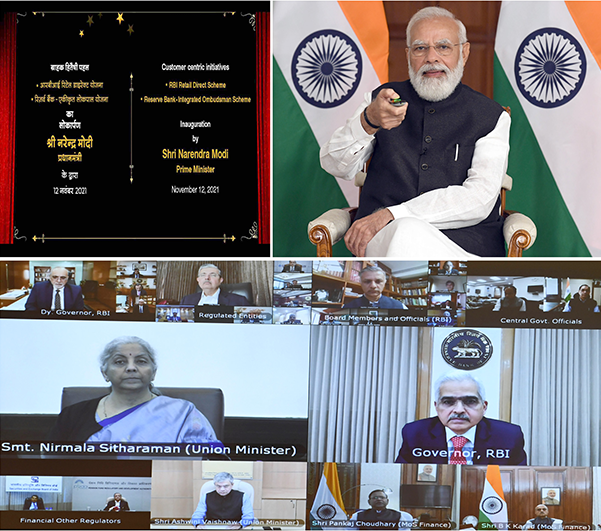 ग्राहक हितैषी पहल
• आरबीआई रिटेल डाइरेक्ट योजना
• रिज़र्व बैंक - एकीकृत लोकपाल योजना
का
लोकार्पण
श्री नरेन्द्र मोदी
प्रधानमंत्री
के द्वारा
12 नवंबर 2021
Customer centric initiatives
• RBI Retail Direct Scheme
• Reserve Bank-Integrated Ombudsman Scheme
Inauguration
by
Shri Narendra Modi
Prime Minister
November 12, 2021
Dy. Governor, RBI
Regulated Entities
Board Members and Officials (RBI)
Central Govt. Officials
Smt. Nirmala Sitharaman (Union Minister)
Governor, RBI
Financial Other Regulators
Shri Ashwini Vaishnaw (Union Minister)
Shri Pankaj Choudhary (MoS Finance)
Shri B K Karad (MoS Finance)